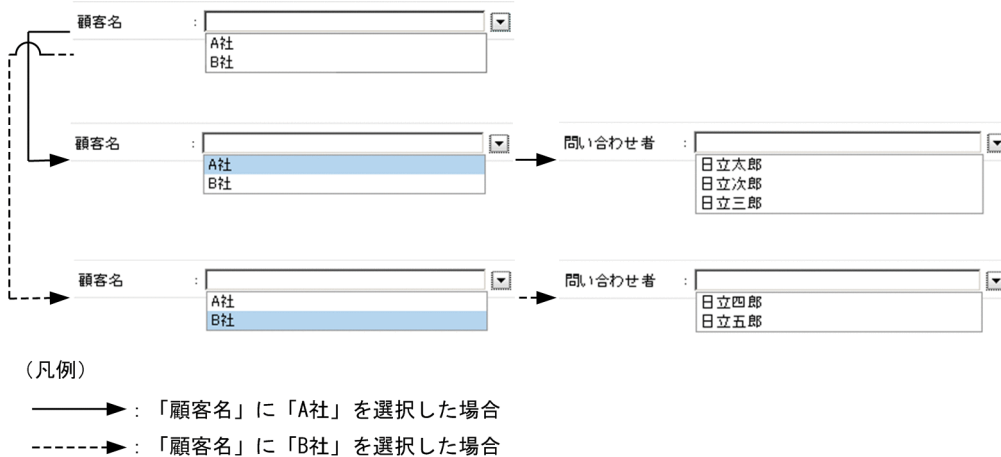 顧客名 :
A社
B社
顧客名 :
A社
B社
問い合わせ者 :
日立太郎
日立次郎
日立三郎
顧客名 :
A社
B社
問い合わせ者 :
日立四郎
日立五郎
（凡例）
：「顧客名」に「A社」を選択した場合
：「顧客名」に「B社」を選択した場合